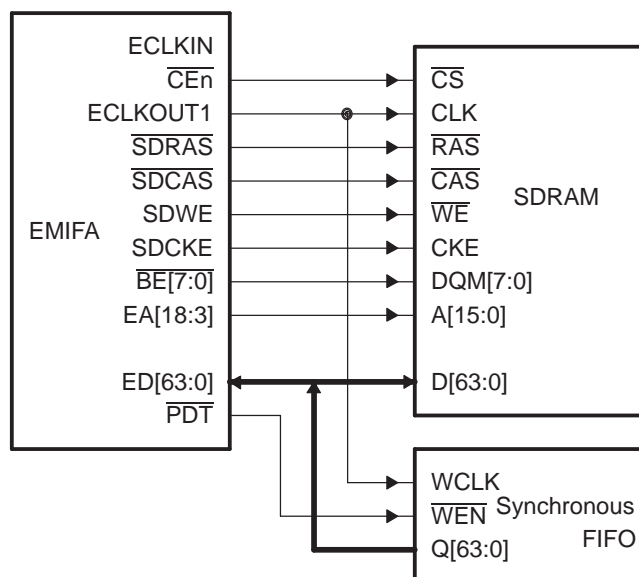 ECLKIN
CEn
ECLKOUT1
SDRAS
SDCAS
SDWE
SDCKE
BE[7:0]
EA[18:3]
ED[63:0]
PDT
EMIFA
CS
CLK
RAS
CAS
WE
CKE
DQM[7:0]
A[15:0]
D[63:0]
SDRAM
WCLK
WEN
Q[63:0]
Synchronous
FIFO